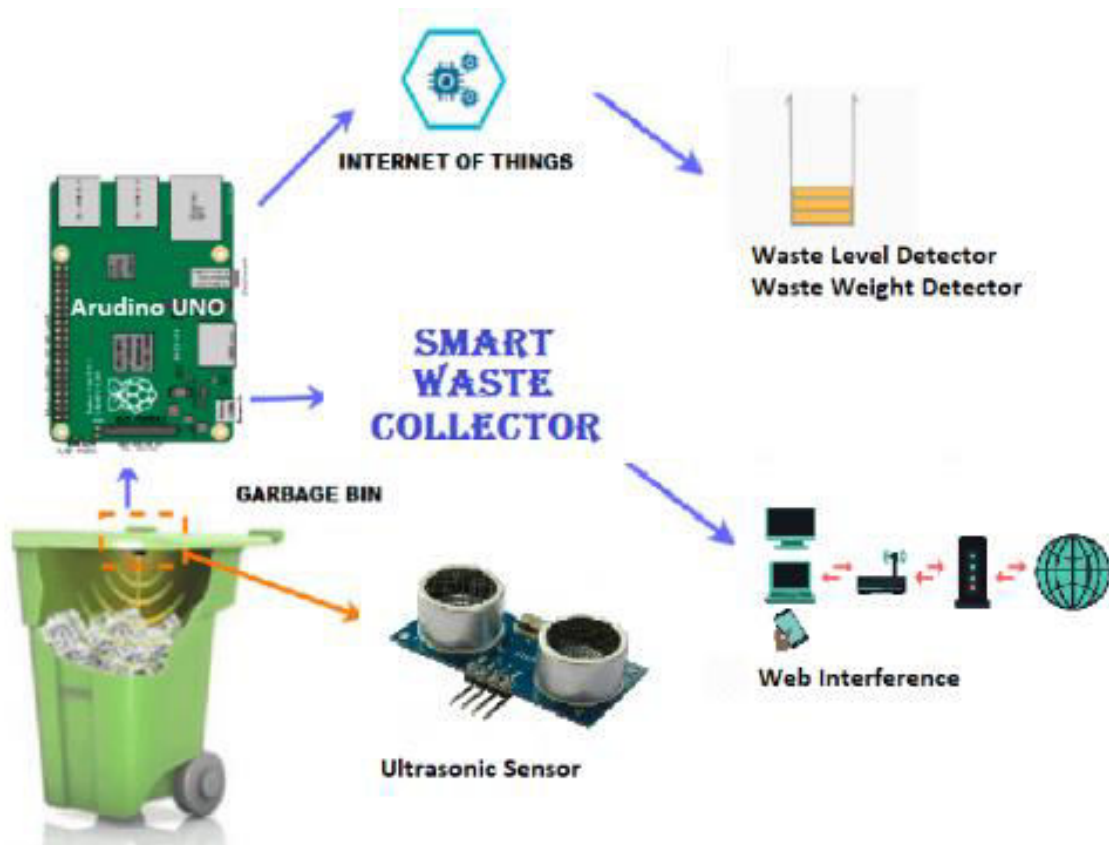 INTERNET OF THINGS
Waste Level Detector
Waste Weight Detector
Arudino UNO
SMART
WASTE
COLLECTOR
GARBAGE BIN
Web Interference
Ultrasonic Sensor